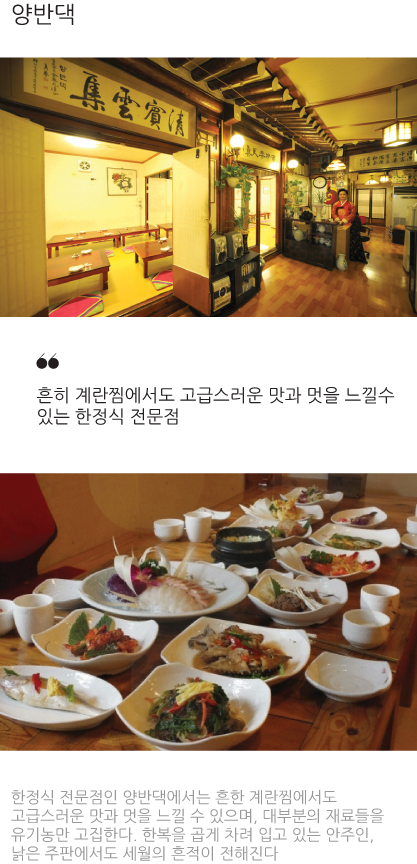 양반댁
集雲賓淸
흔히 계란찜에서도 고급스러운 맛과 멋을 느낄수
있는 한정식 전문점
한정식 전문점인 양반댁에서는 흔한 계란찜에서도
고급스러운 맛과 멋을 느낄 수 있으며, 대부분의 재료들을
유기농만 고집한다. 한복을 곱게 차려 입고 있는 안주인,
낡은 주판에서도 세월의 흔적이 전해진다